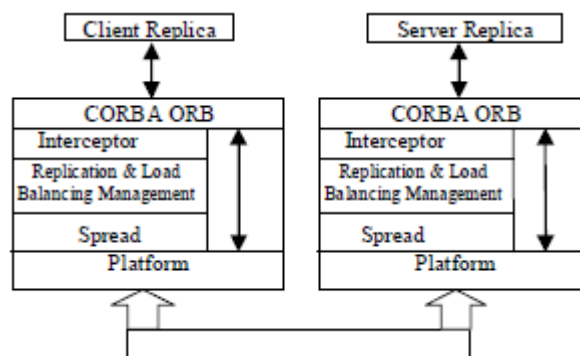 Client Replica
CORBA ORB
Interceptor
Replication & Load
Balancing Management
Spread
Platform
Server Replica
CORBA ORB
Interceptor
Replication & Load
Balancing Management
Spread
Platform